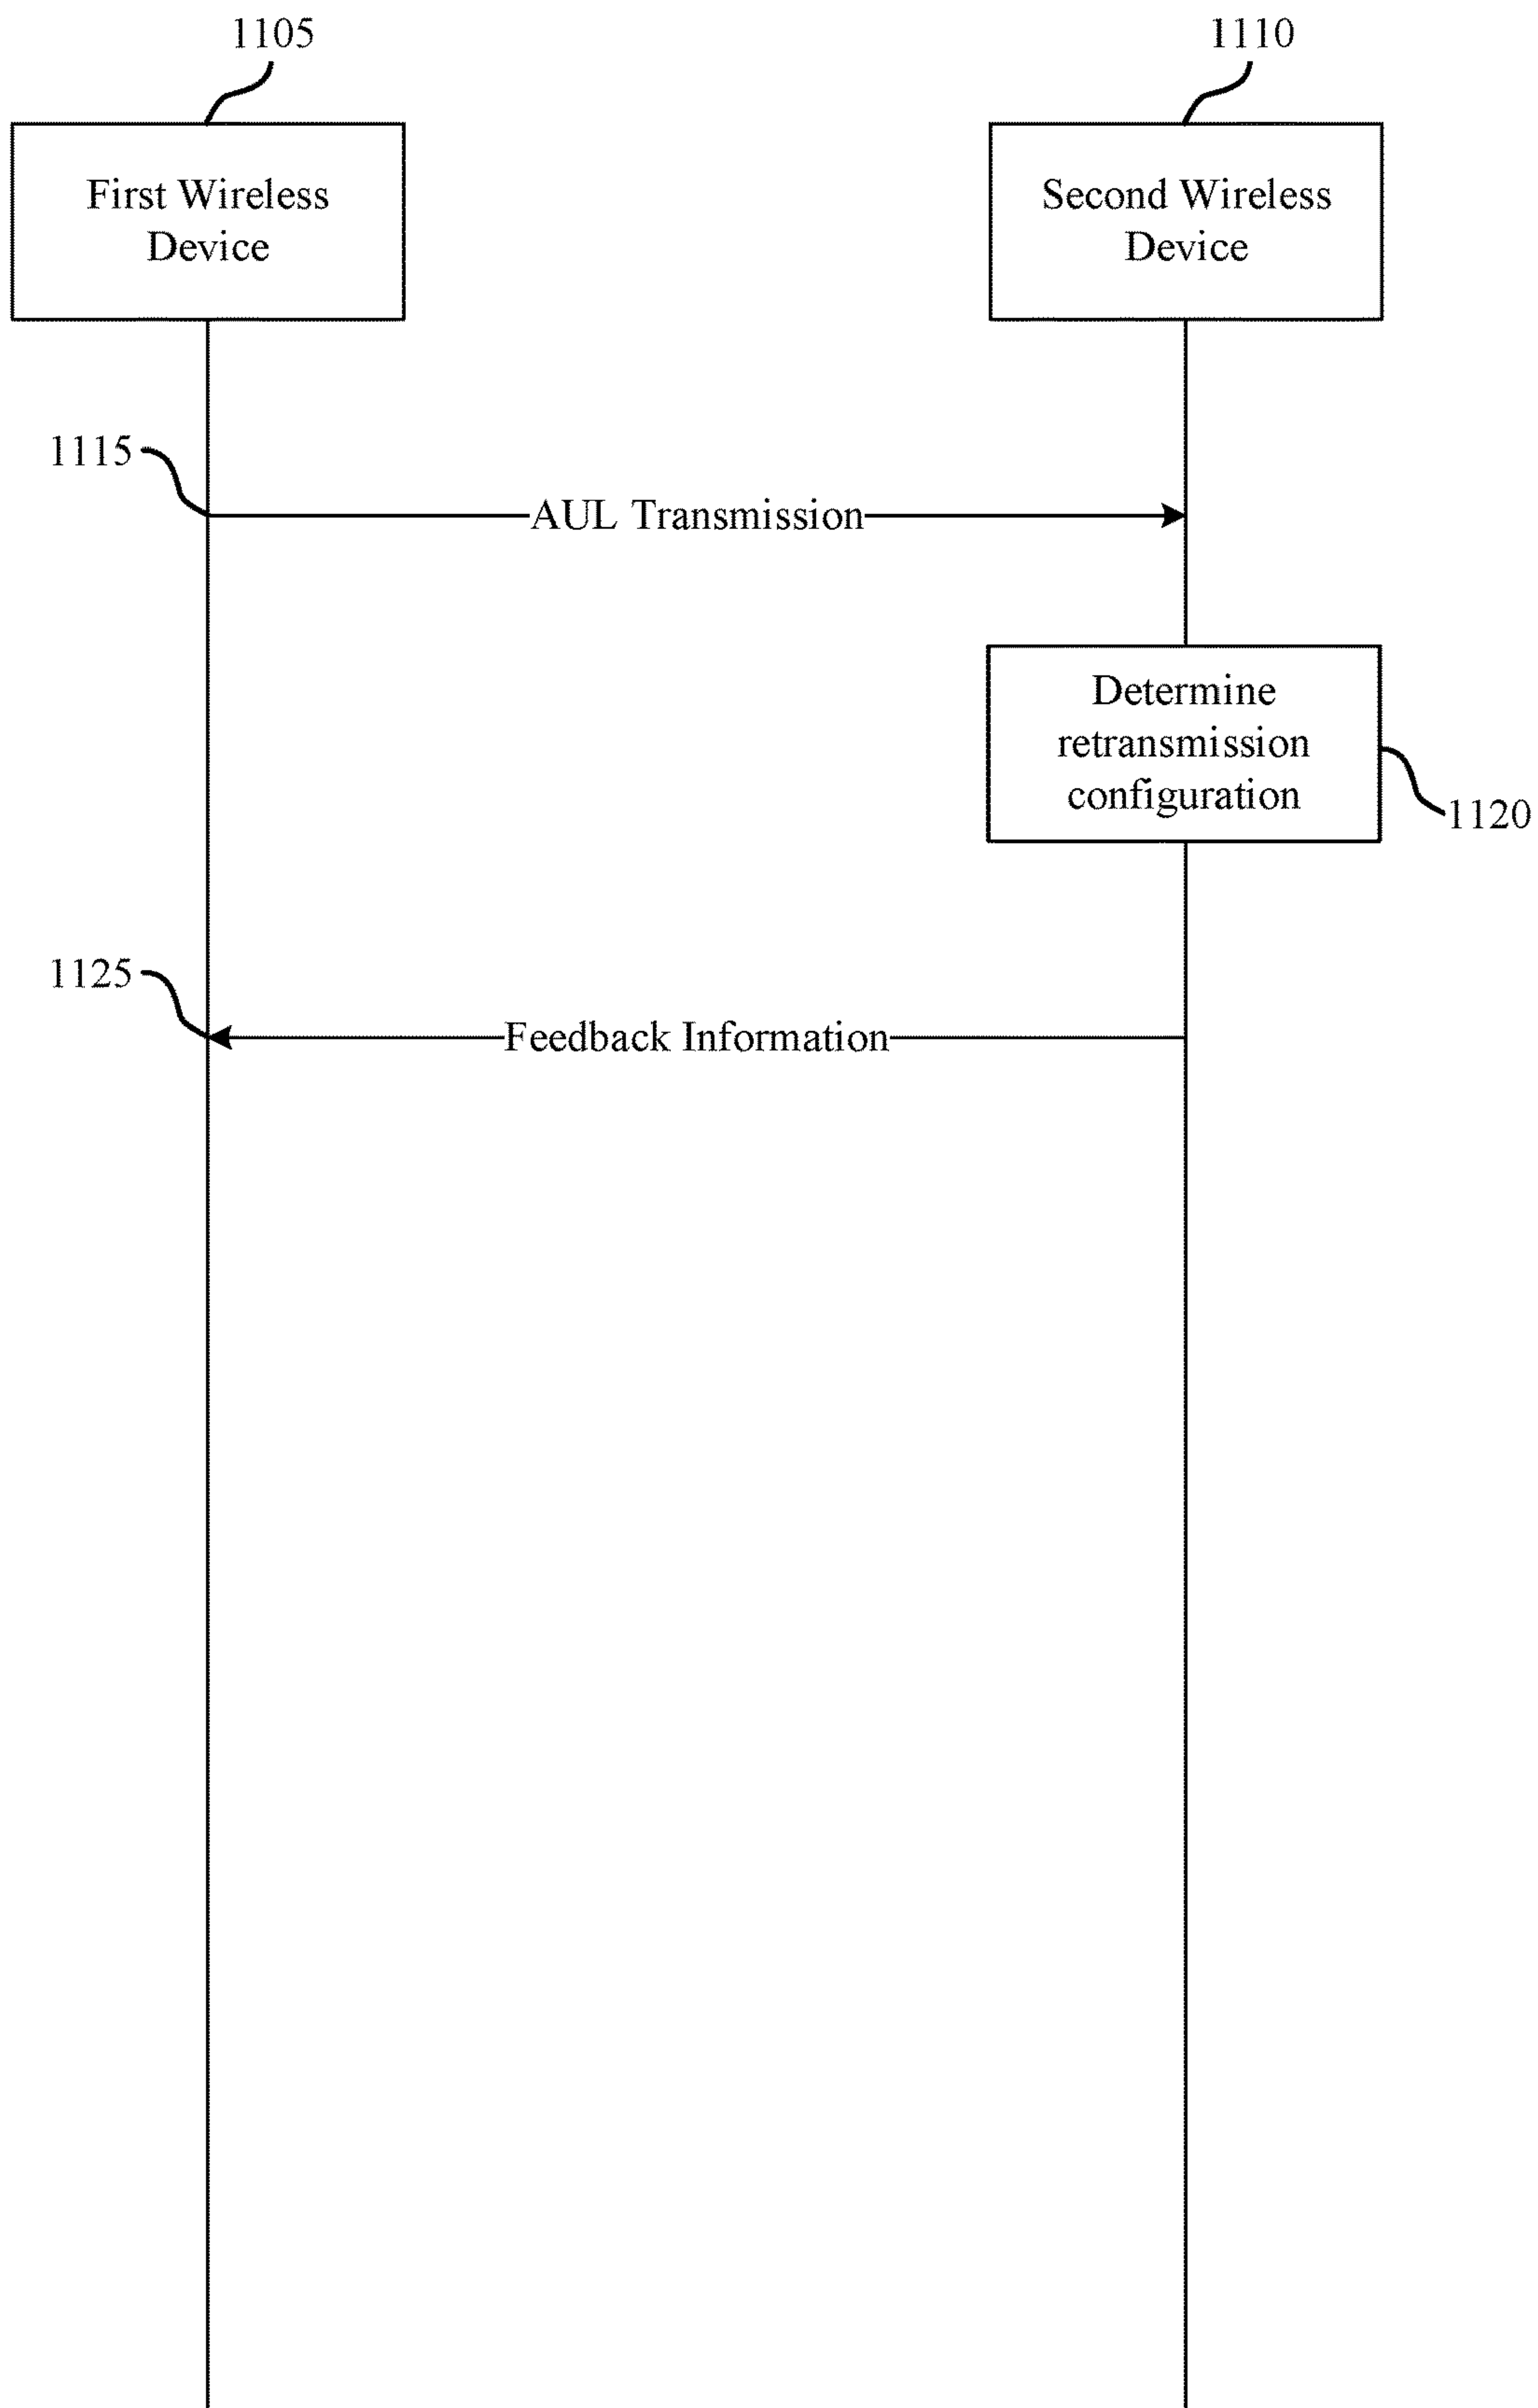 1105
1110
First Wireless
Device
Second Wireless
Device
1115
AUL Transmission
Determine
retransmission
configuration
1120
1125
Feedback Information